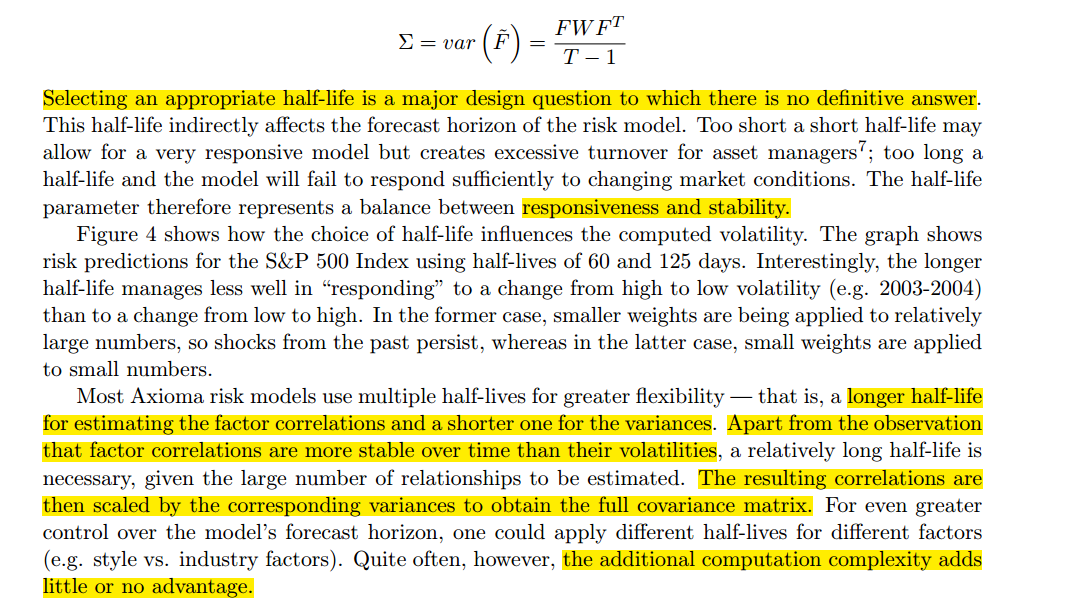 Σ = var (F̃) = FWFᵀ / T − 1
Selecting an appropriate half-life is a major design question to which there is no definitive answer.
This half-life indirectly affects the forecast horizon of the risk model. Too short a short half-life may
allow for a very responsive model but creates excessive turnover for asset managers⁷; too long a
half-life and the model will fail to respond sufficiently to changing market conditions. The half-life
parameter therefore represents a balance between responsiveness and stability.
Figure 4 shows how the choice of half-life influences the computed volatility. The graph shows
risk predictions for the S&P 500 Index using half-lives of 60 and 125 days. Interestingly, the longer
half-life manages less well in “responding” to a change from high to low volatility (e.g. 2003-2004)
than to a change from low to high. In the former case, smaller weights are being applied to relatively
large numbers, so shocks from the past persist, whereas in the latter case, small weights are applied
to small numbers.
Most Axioma risk models use multiple half-lives for greater flexibility — that is, a longer half-life
for estimating the factor correlations and a shorter one for the variances. Apart from the observation
that factor correlations are more stable over time than their volatilities, a relatively long half-life is
necessary, given the large number of relationships to be estimated. The resulting correlations are
then scaled by the corresponding variances to obtain the full covariance matrix. For even greater
control over the model’s forecast horizon, one could apply different half-lives for different factors
(e.g. style vs. industry factors). Quite often, however, the additional computation complexity adds
little or no advantage.